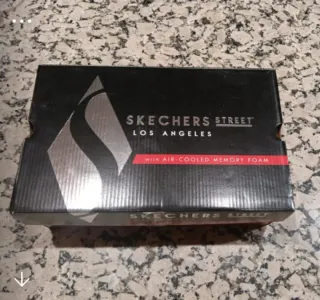 SKECHERS STREET
LOS ANGELES
WITH AIR-COOLED MEMORY FOAM
SKECHERS STREET